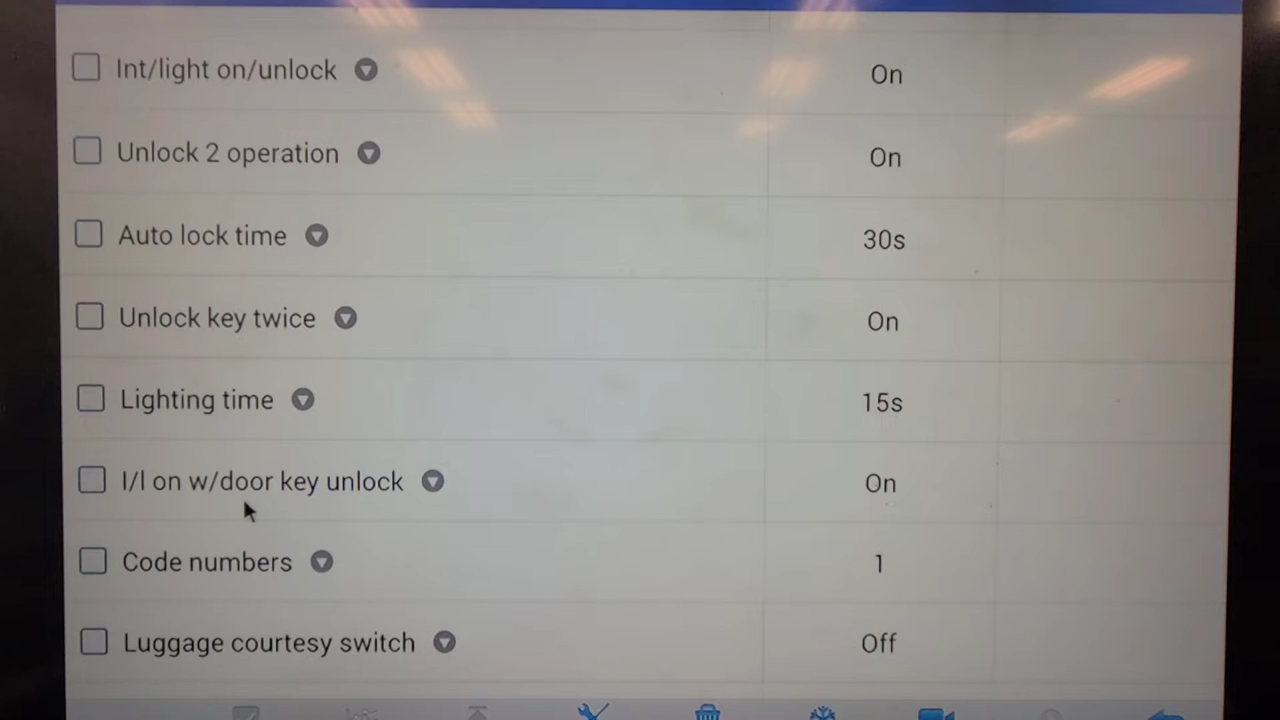 Int/light on/unlock On
Unlock 2 operation On
Auto lock time 30s
Unlock key twice On
Lighting time 15s
I/I on w/door key unlock On
Code numbers 1
Luggage courtesy switch Off